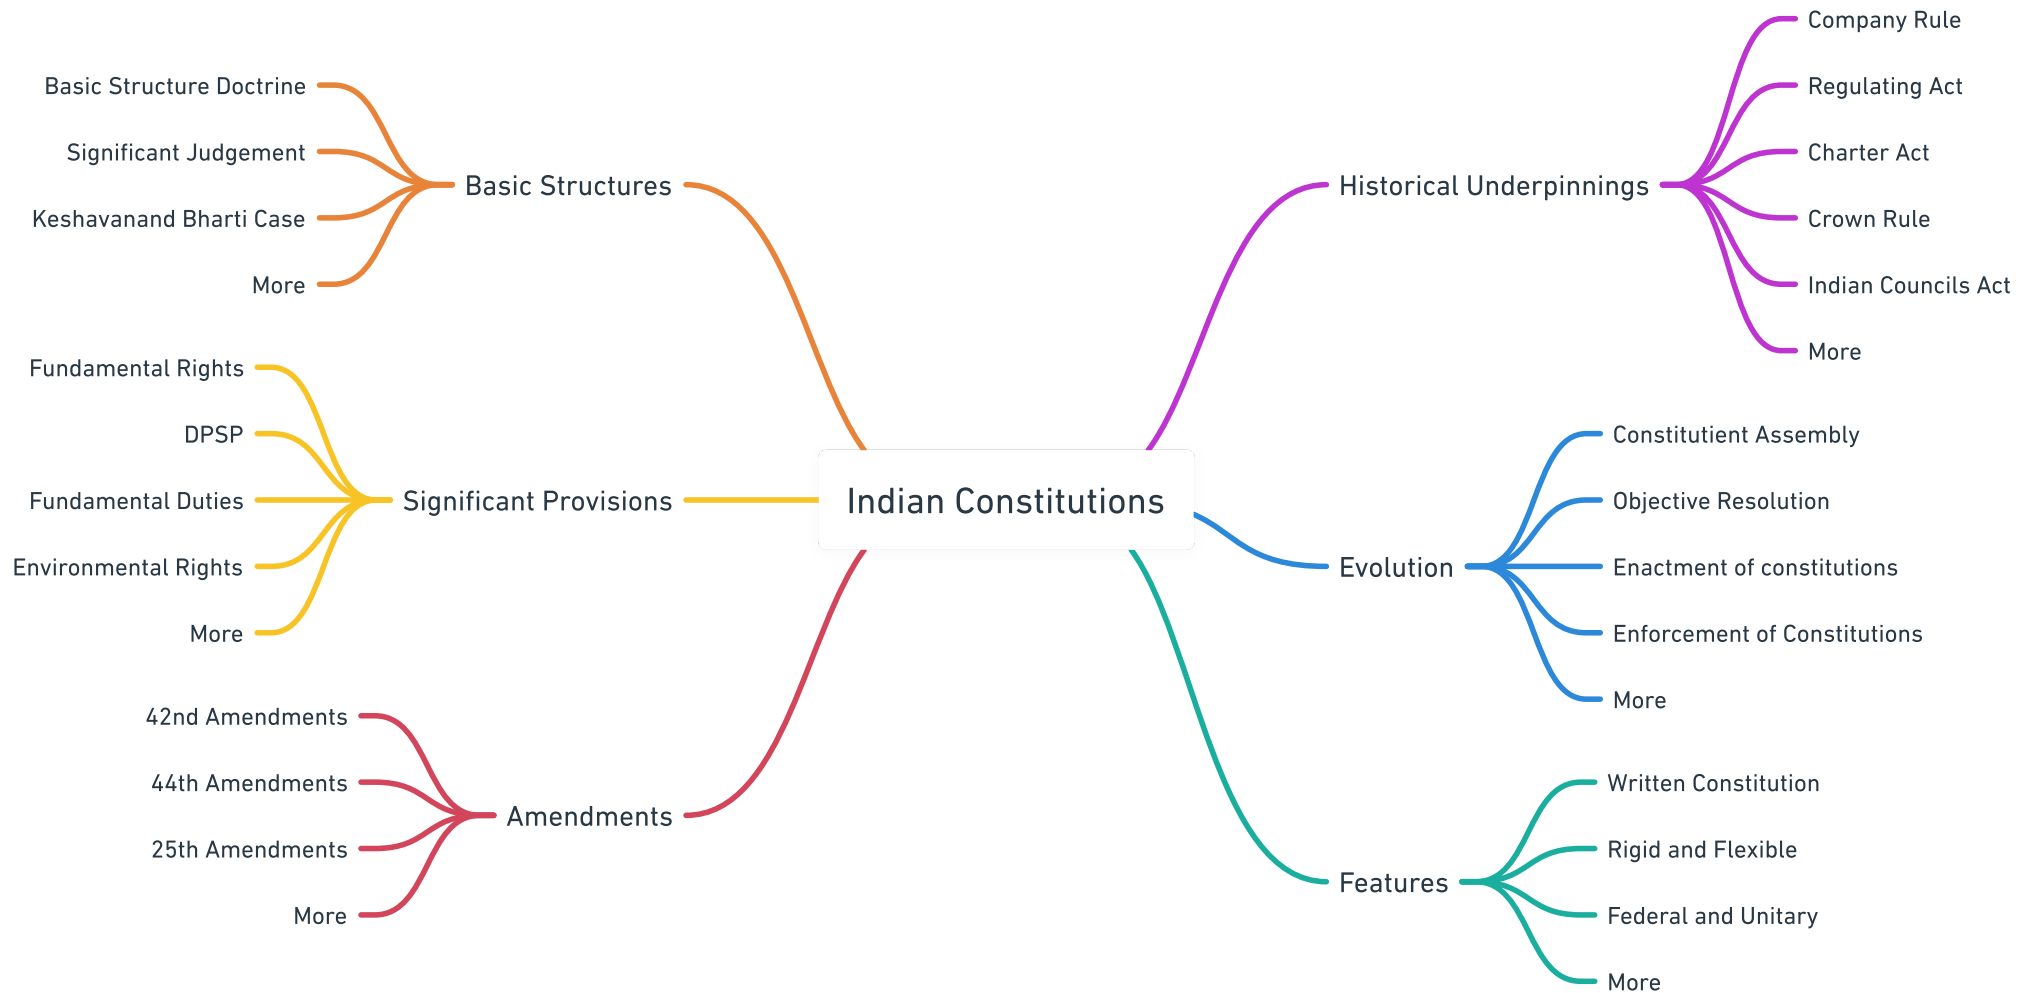 Indian Constitutions
Historical Underpinnings
Company Rule
Regulating Act
Charter Act
Crown Rule
Indian Councils Act
More
Evolution
Constitutient Assembly
Objective Resolution
Enactment of constitutions
Enforcement of Constitutions
More
Features
Written Constitution
Rigid and Flexible
Federal and Unitary
More
Basic Structures
Basic Structure Doctrine
Significant Judgement
Keshavanand Bharti Case
More
Significant Provisions
Fundamental Rights
DPSP
Fundamental Duties
Environmental Rights
More
Amendments
42nd Amendments
44th Amendments
25th Amendments
More